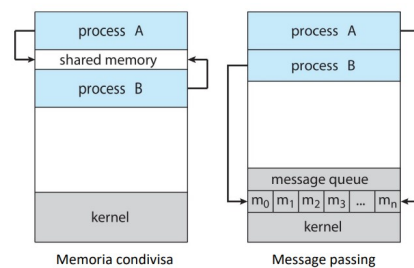 process A
shared memory
process B
kernel
Memoria condivisa
process A
process B
message queue
m0 m1 m2 m3 ... mn
kernel
Message passing